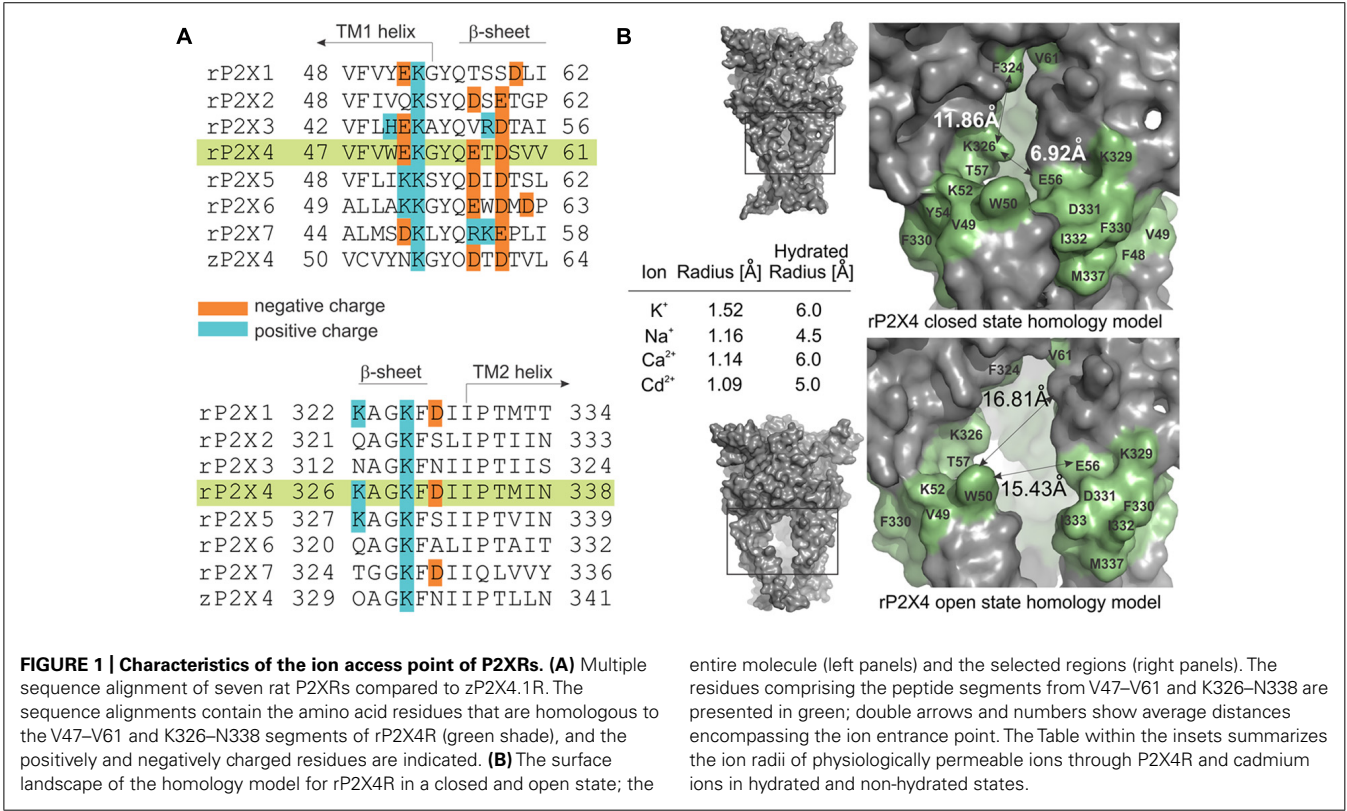 A
TM1 helix
β-sheet
rP2X1 48 VFVYEKGYQTSSDLI 62
rP2X2 48 VFIVQKSYQDSETGP 62
rP2X3 42 VFLHEKAYQVRDTAI 56
rP2X4 47 VFVWEKGYQETDSVV 61
rP2X5 48 VFLIKKSYQDIDTSL 62
rP2X6 49 ALLAKKGYQEWDMDP 63
rP2X7 44 ALMSDKLYQRKEPLI 58
zP2X4 50 VCVYNKGYODTDTVL 64
negative charge
positive charge
β-sheet
TM2 helix
rP2X1 322 KAGKFDIIPTMTT 334
rP2X2 321 QAGKFSLIPTIIN 333
rP2X3 312 NAGKFNIIPTIIS 324
rP2X4 326 KAGKFDIIPTMIN 338
rP2X5 327 KAGKFSIIPTVIN 339
rP2X6 320 QAGKFALIPTAIT 332
rP2X7 324 TGGKFDIIQLVVY 336
zP2X4 329 OAGKFNIIPTLLN 341
B
Ion Radius [Å] Hydrated Radius [Å]
K⁺ 1.52 6.0
Na⁺ 1.16 4.5
Ca²⁺ 1.14 6.0
Cd²⁺ 1.09 5.0
F324
V61
11.86Å
K326
6.92Å
K329
T57
E56
K52
W50
Y54
V49
D331
F330
F330
I332
V49
F48
M337
rP2X4 closed state homology model
V61
F324
16.81Å
K326
K329
T57
E56
K52
W50
15.43Å
D331
F330
V49
F330
I333
I332
M337
rP2X4 open state homology model
FIGURE 1 | Characteristics of the ion access point of P2XRs. (A) Multiple
sequence alignment of seven rat P2XRs compared to zP2X4.1R. The
sequence alignments contain the amino acid residues that are homologous to
the V47–V61 and K326–N338 segments of rP2X4R (green shade), and the
positively and negatively charged residues are indicated. (B) The surface
landscape of the homology model for rP2X4R in a closed and open state; the
entire molecule (left panels) and the selected regions (right panels). The
residues comprising the peptide segments from V47–V61 and K326–N338 are
presented in green; double arrows and numbers show average distances
encompassing the ion entrance point. The Table within the insets summarizes
the ion radii of physiologically permeable ions through P2X4R and cadmium
ions in hydrated and non-hydrated states.